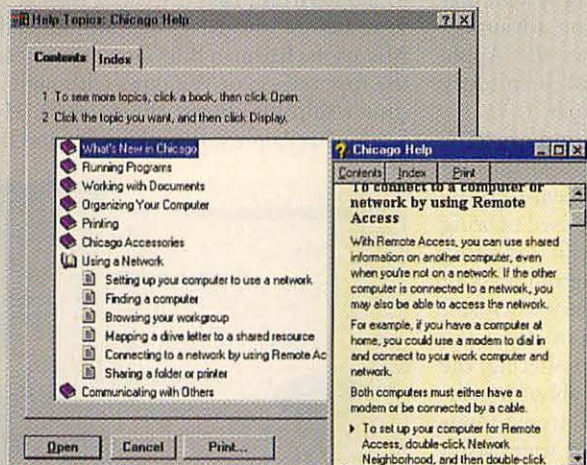 Help Topics: Chicago Help
Contents
Index
1 To see more topics, click a book, then click Open.
2 Click the topic you want, and then click Display.
What's New in Chicago
Running Programs
Working with Documents
Organizing Your Computer
Printing
Chicago Accessories
Using a Network
Setting up your computer to use a network
Finding a computer
Browsing your workgroup
Mapping a drive letter to a shared resource
Connecting to a network by using Remote Ac
Sharing a folder or printer
Communicating with Others
Open
Cancel
Print...
Chicago Help
Contents
Index
Print
To connect to a computer or
network by using Remote
Access
With Remote Access, you can use shared
information on another computer, even
when you're not on a network. If the other
computer is connected to a network, you
may also be able to access the network.
For example, if you have a computer at
home, you could use a modem to dial in
and connect to your work computer and
network.
Both computers must either have a
modem or be connected by a cable.
To set up your computer for Remote
Access, double-click Network
Neighborhood, and then double-click